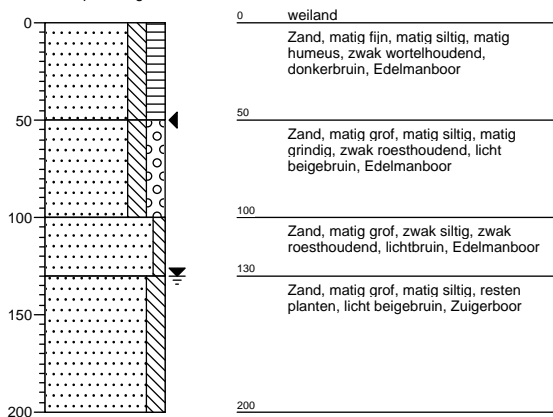 0
50
100
150
200
0 weiland
Zand, matig fijn, matig siltig, matig
humeus, zwak wortelhoudend,
donkerbruin, Edelmanboor
50
Zand, matig grof, matig siltig, matig
grindig, zwak roesthoudend, licht
beigebruin, Edelmanboor
100
Zand, matig grof, zwak siltig, zwak
roesthoudend, lichtbruin, Edelmanboor
130
Zand, matig grof, matig siltig, resten
planten, licht beigebruin, Zuigerboor
200